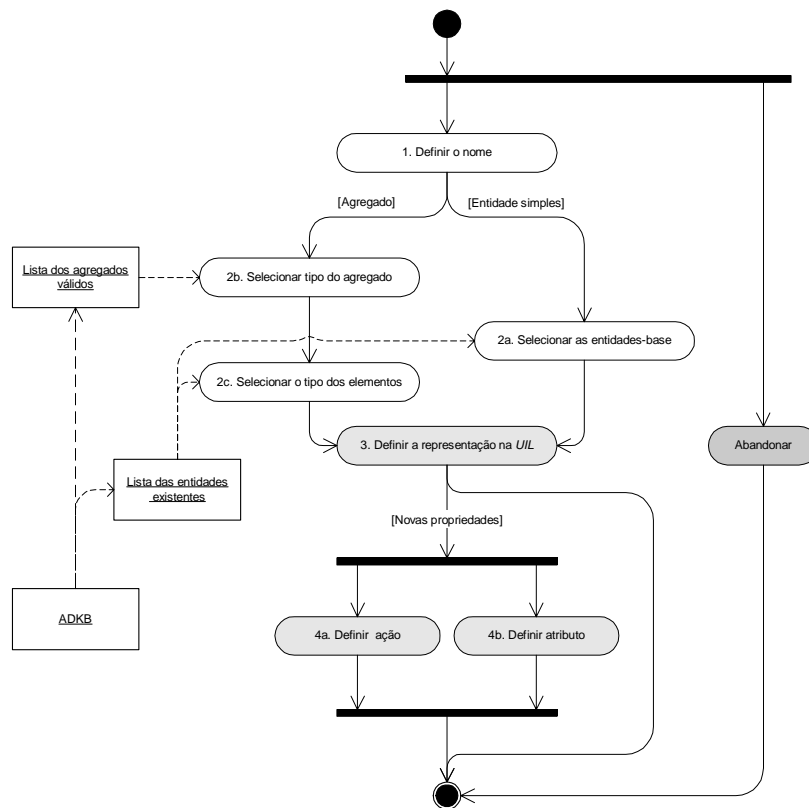 1. Definir o nome
[Agregado]
[Entidade simples]
Lista dos agregados
válidos
2b. Selecionar tipo do agregado
2a. Selecionar as entidades-base
2c. Selecionar o tipo dos elementos
3. Definir a representação na UIL
Abandonar
Lista das entidades
existentes
[Novas propriedades]
ADKB
4a. Definir ação
4b. Definir atributo